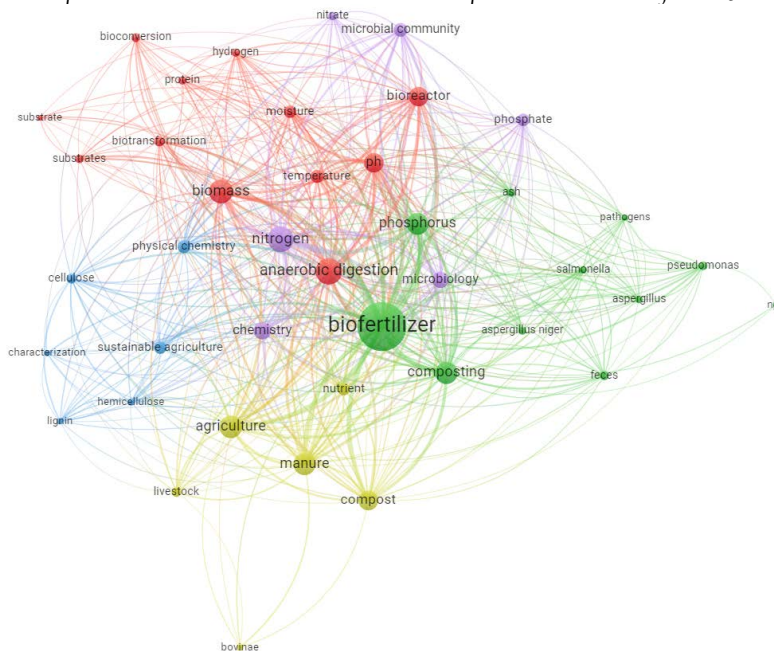 nitrate
microbial community
bioconversion
hydrogen
protein
bioreactor
moisture
substrate
phosphate
biotransformation
substrates
ph
temperature
biomass
ash
pathogens
phosphorus
nitrogen
physical chemistry
anaerobic digestion
salmonella
pseudomonas
cellulose
microbiology
aspergillus
biofertilizer
chemistry
aspergillus niger
sustainable agriculture
characterization
composting
feces
nutrient
hemicellulose
lignin
agriculture
manure
livestock
compost
bovinae